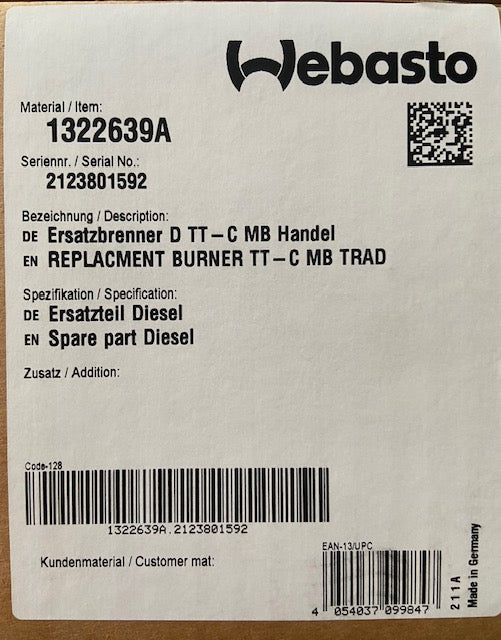 Webasto
Material / Item:
1322639A
Seriennr. / Serial No.:
2123801592
Bezeichnung / Description:
DE Ersatzbrenner D TT-C MB Handel
EN REPLACMENT BURNER TT-C MB TRAD
Spezifikation / Specification:
DE Ersatzteil Diesel
EN Spare part Diesel
Zusatz / Addition:
Code-128
1322639A.2123801592
Kundenmaterial / Customer mat:
EAN-13/UPC
4 054037 099847
211A
Made in Germany